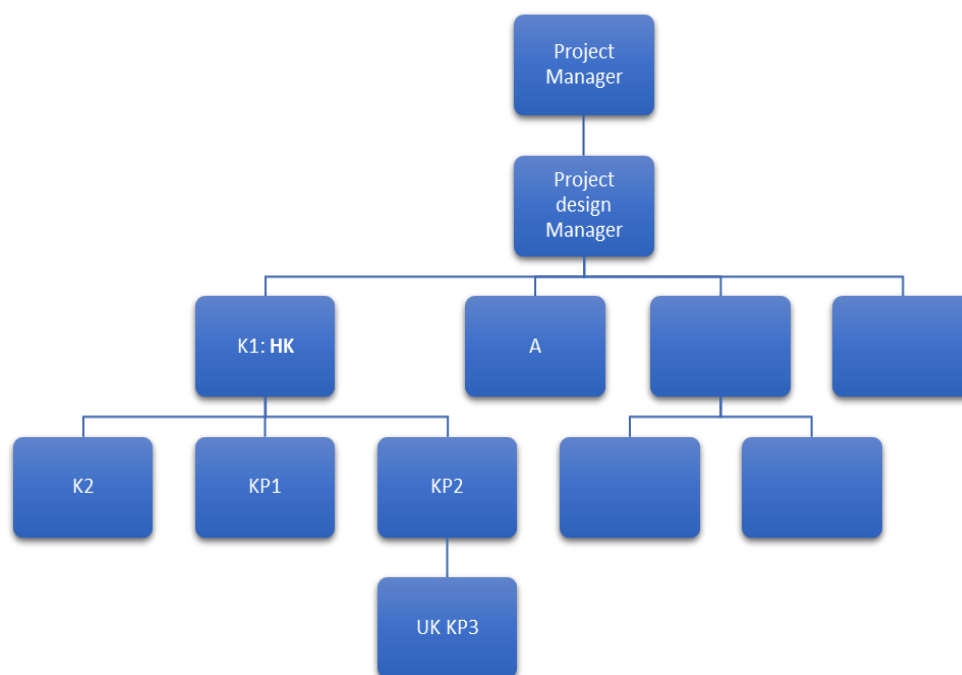 Project
Manager
Project
design
Manager
K1: HK
A
K2
KP1
KP2
UK KP3